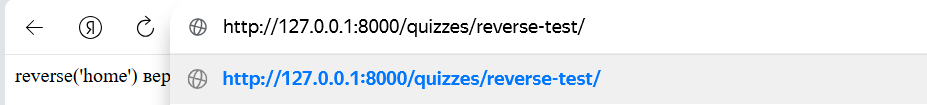 http://127.0.0.1:8000/quizzes/reverse-test/
reverse('home') вер http://127.0.0.1:8000/quizzes/reverse-test/